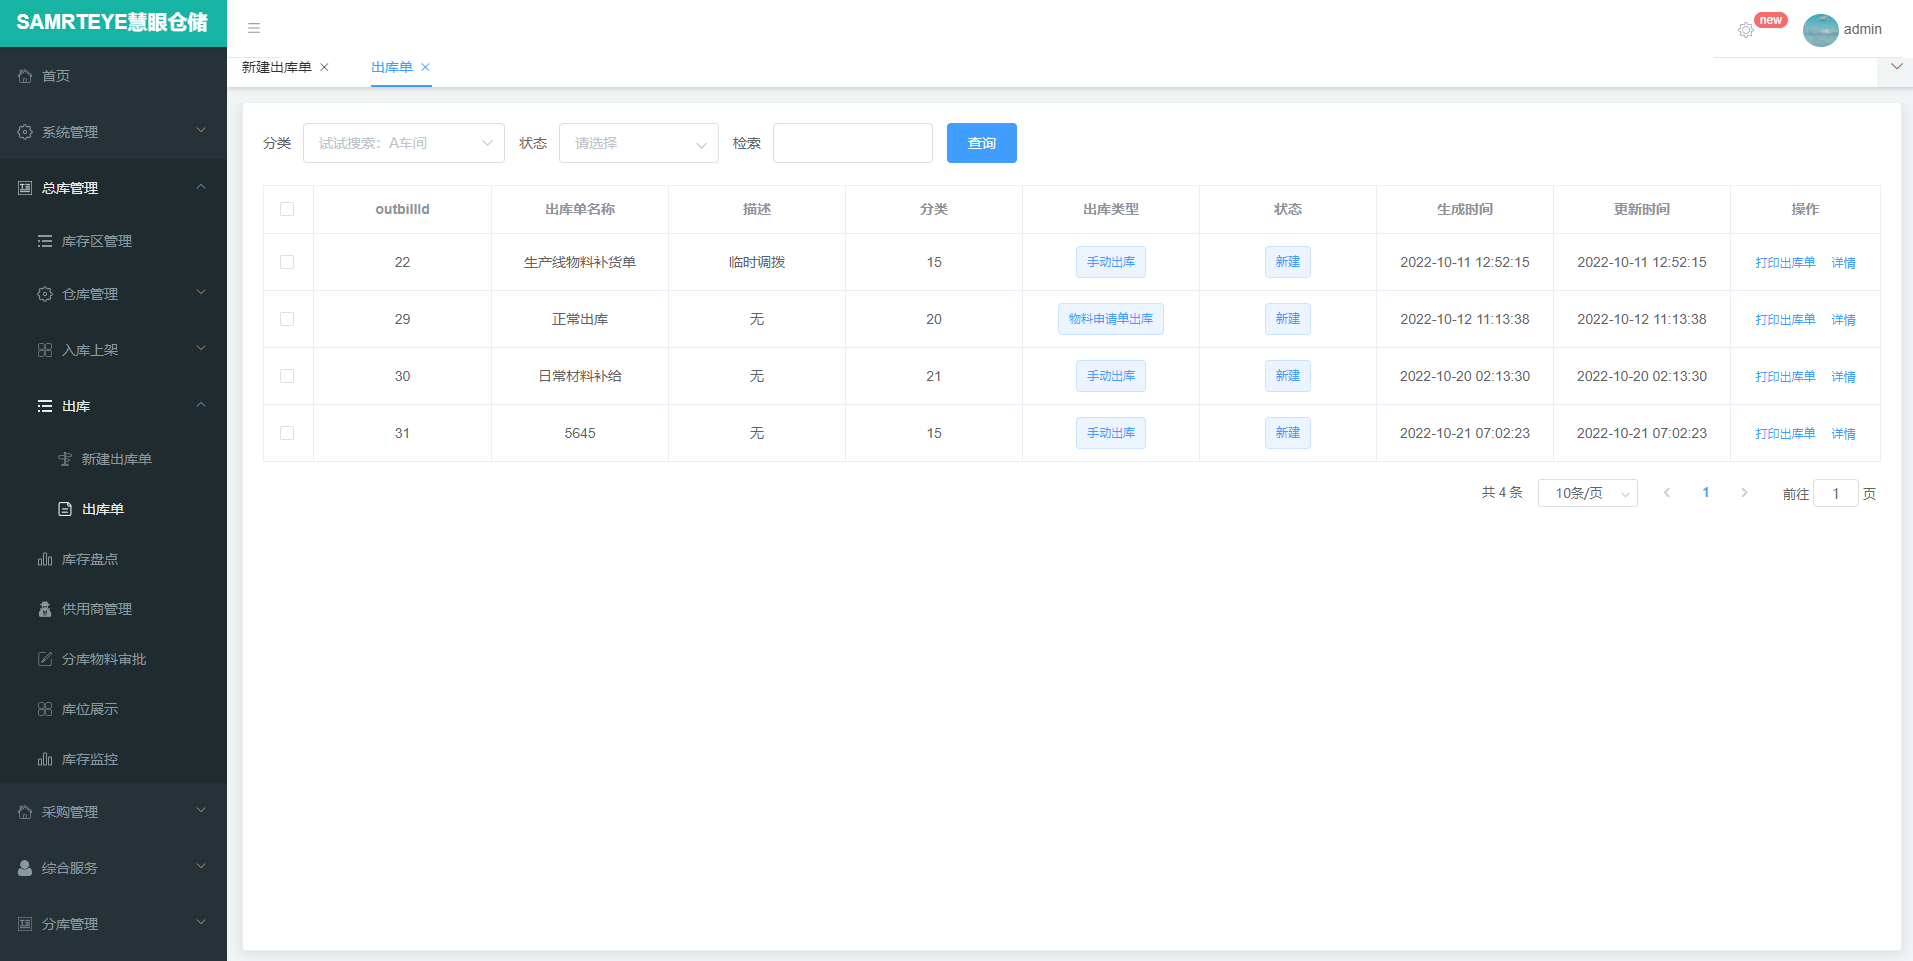 SAMRTEYE慧眼仓储
new
admin
首页
系统管理
总库管理
库存区管理
仓库管理
入库上架
出库
新建出库单
出库单
库存盘点
供用商管理
分库物料审批
库位展示
库存监控
采购管理
综合服务
分库管理
新建出库单 出库单
分类 试试搜索：A车间 状态 请选择 检索 查询
outbillId 出库单名称 描述 分类 出库类型 状态 生成时间 更新时间 操作
22 生产线物料补货单 临时调拨 15 手动出库 新建 2022-10-11 12:52:15 2022-10-11 12:52:15 打印出库单 详情
29 正常出库 无 20 物料申请单出库 新建 2022-10-12 11:13:38 2022-10-12 11:13:38 打印出库单 详情
30 日常材料补给 无 21 手动出库 新建 2022-10-20 02:13:30 2022-10-20 02:13:30 打印出库单 详情
31 5645 无 15 手动出库 新建 2022-10-21 07:02:23 2022-10-21 07:02:23 打印出库单 详情
共 4 条 10条/页 1 前往 1 页